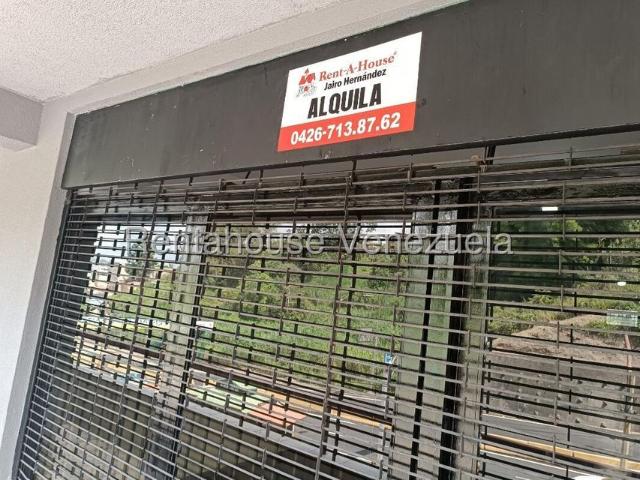 Rent-A-House
Jairo Hernández
ALQUILA
0426-713.87.62
Rentahouse Venezuela